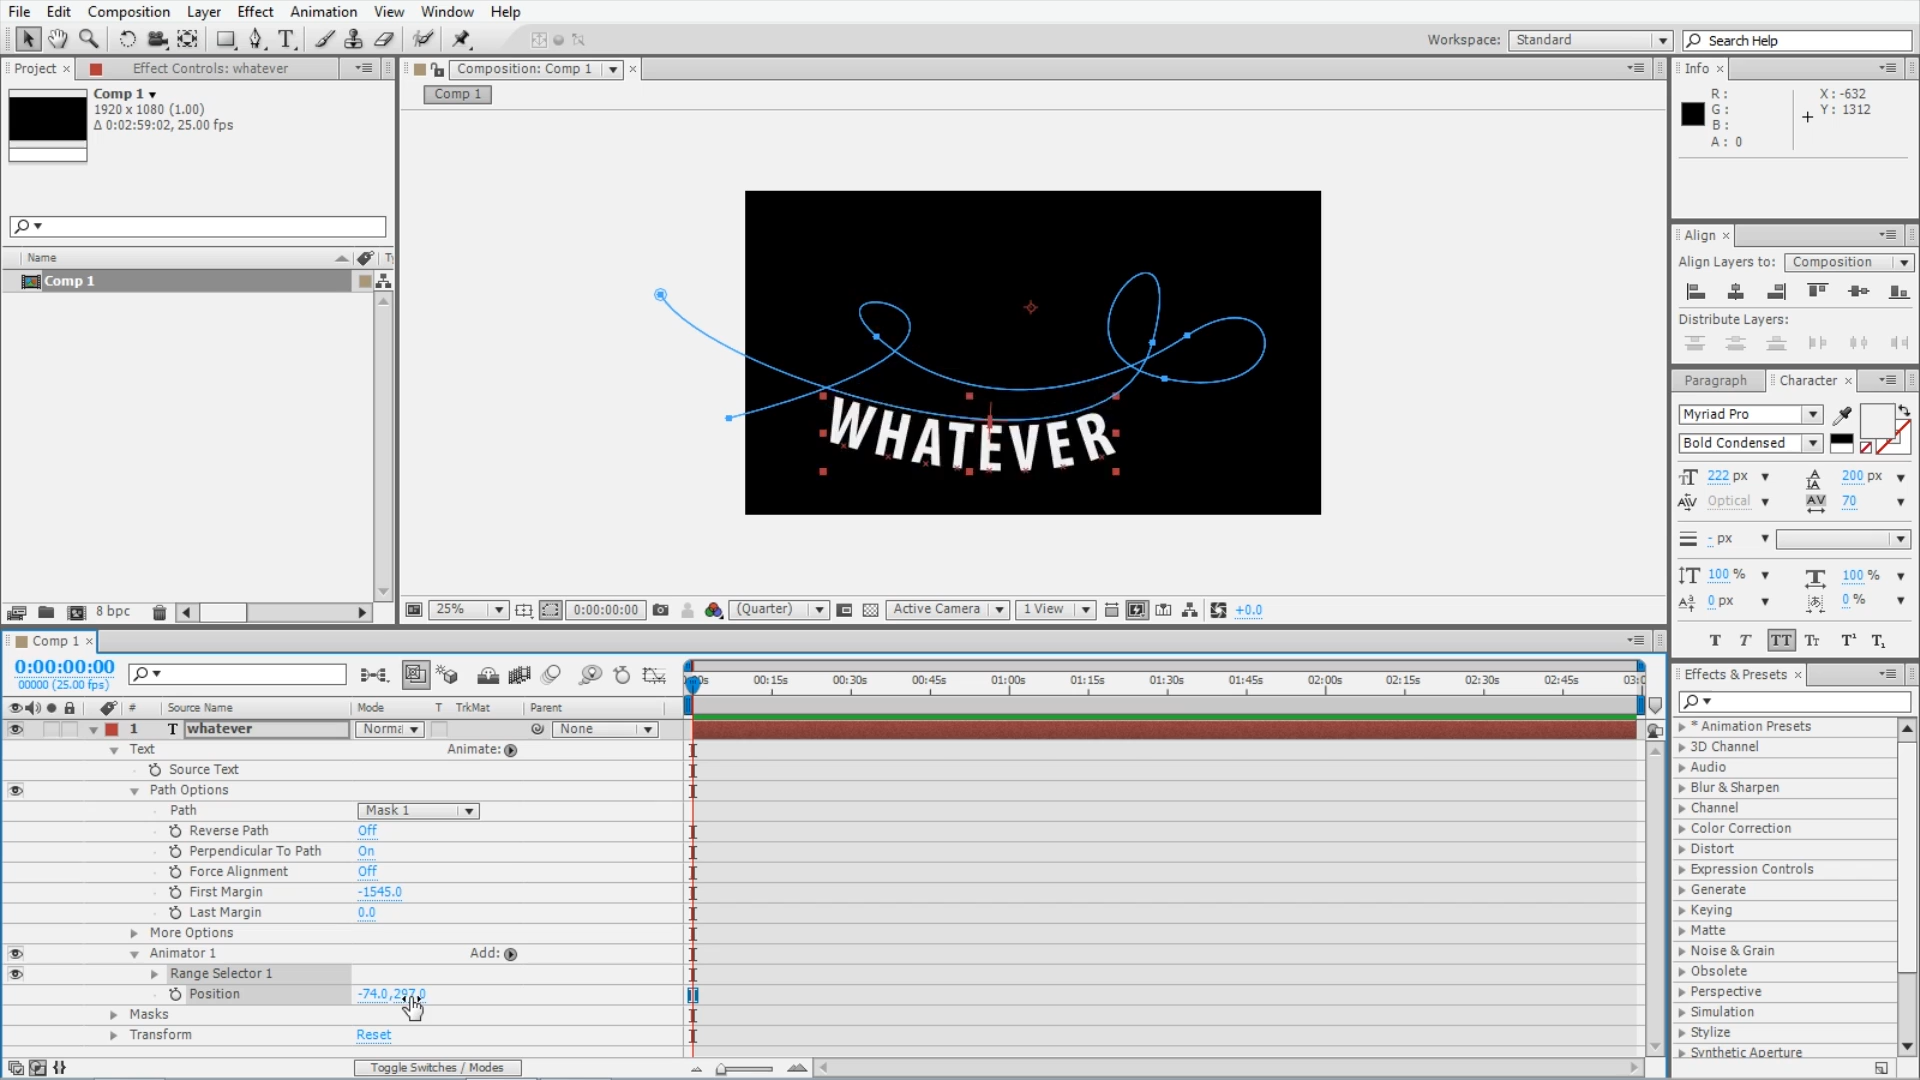 File Edit Composition Layer Effect Animation View Window Help
Workspace: Standard Search Help
Project × Effect Controls: whatever
Composition: Comp 1 ×
Info ×
Comp 1
1920 x 1080 (1.00)
Δ 0:02:59:02, 25.00 fps
Comp 1
R:
G:
B:
A: 0
X: -632
Y: 1312
Name
Comp 1
WHATEVER
Align ×
Align Layers to: Composition
Distribute Layers:
Paragraph Character ×
Myriad Pro
Bold Condensed
222 px 200 px
Optical 70
- px
100 % 100 %
0 px 0 %
T T TT Tr T¹ T₁
8 bpc
25% 0:00:00:00 (Quarter) Active Camera 1 View +0.0
Comp 1 ×
0:00:00:00
00000 (25.00 fps)
00:15s 00:30s 00:45s 01:00s 01:15s 01:30s 01:45s 02:00s 02:15s 02:30s 02:45s
# Source Name Mode T TrkMat Parent
1 T whatever Norma None
Text Animate:
Source Text
Path Options
Path Mask 1
Reverse Path Off
Perpendicular To Path On
Force Alignment Off
First Margin -1545.0
Last Margin 0.0
More Options
Animator 1 Add:
Range Selector 1
Position -74.0,297.0
Masks
Transform Reset
Toggle Switches / Modes
Effects & Presets ×
* Animation Presets
3D Channel
Audio
Blur & Sharpen
Channel
Color Correction
Distort
Expression Controls
Generate
Keying
Matte
Noise & Grain
Obsolete
Perspective
Simulation
Stylize
Synthetic Aperture